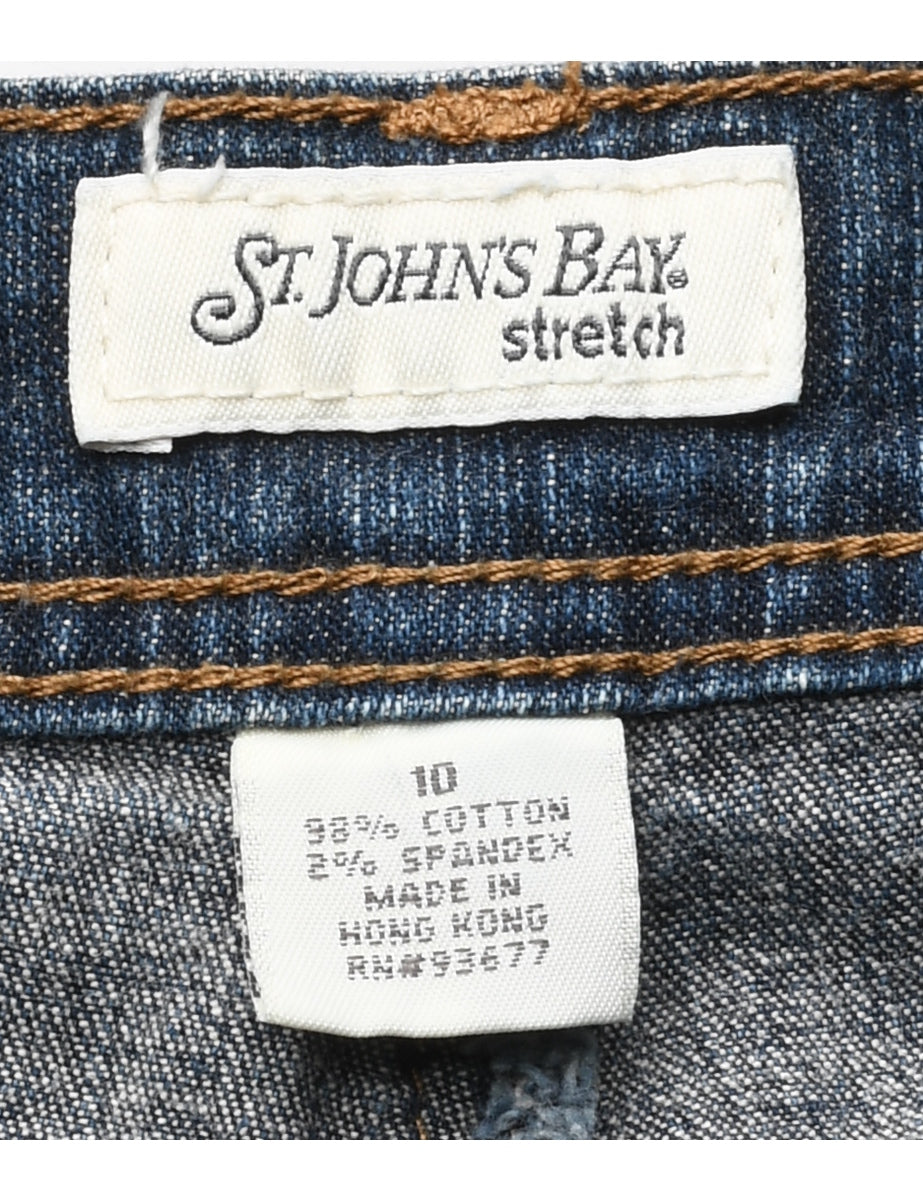 ST. JOHN'S BAY®
stretch
10
98% COTTON
2% SPANDEX
MADE IN
HONG KONG
RN#93677